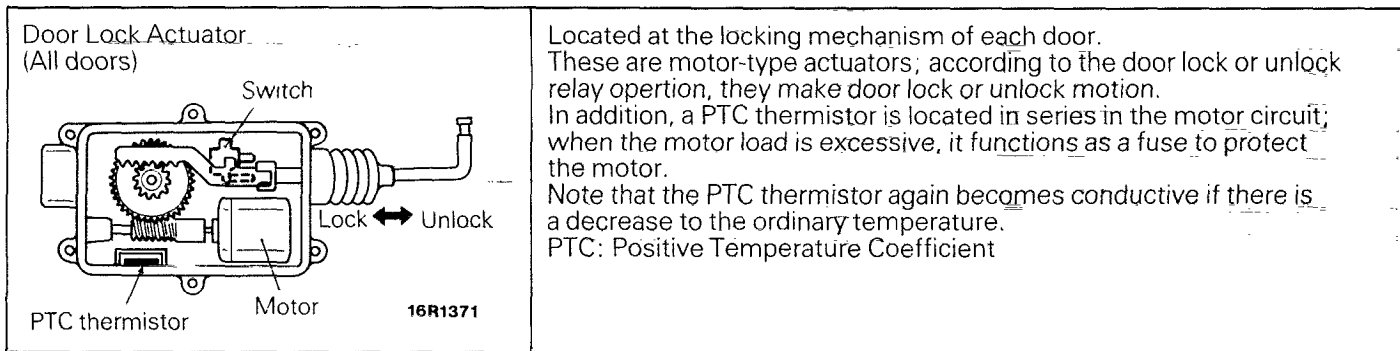 Door Lock Actuator
(All doors)
Switch
Lock Unlock
Motor
16R1371
PTC thermistor
Located at the locking mechanism of each door.
These are motor-type actuators; according to the door lock or unlock
relay opertion, they make door lock or unlock motion.
In addition, a PTC thermistor is located in series in the motor circuit;
when the motor load is excessive, it functions as a fuse to protect
the motor.
Note that the PTC thermistor again becomes conductive if there is
a decrease to the ordinary temperature.
PTC: Positive Temperature Coefficient